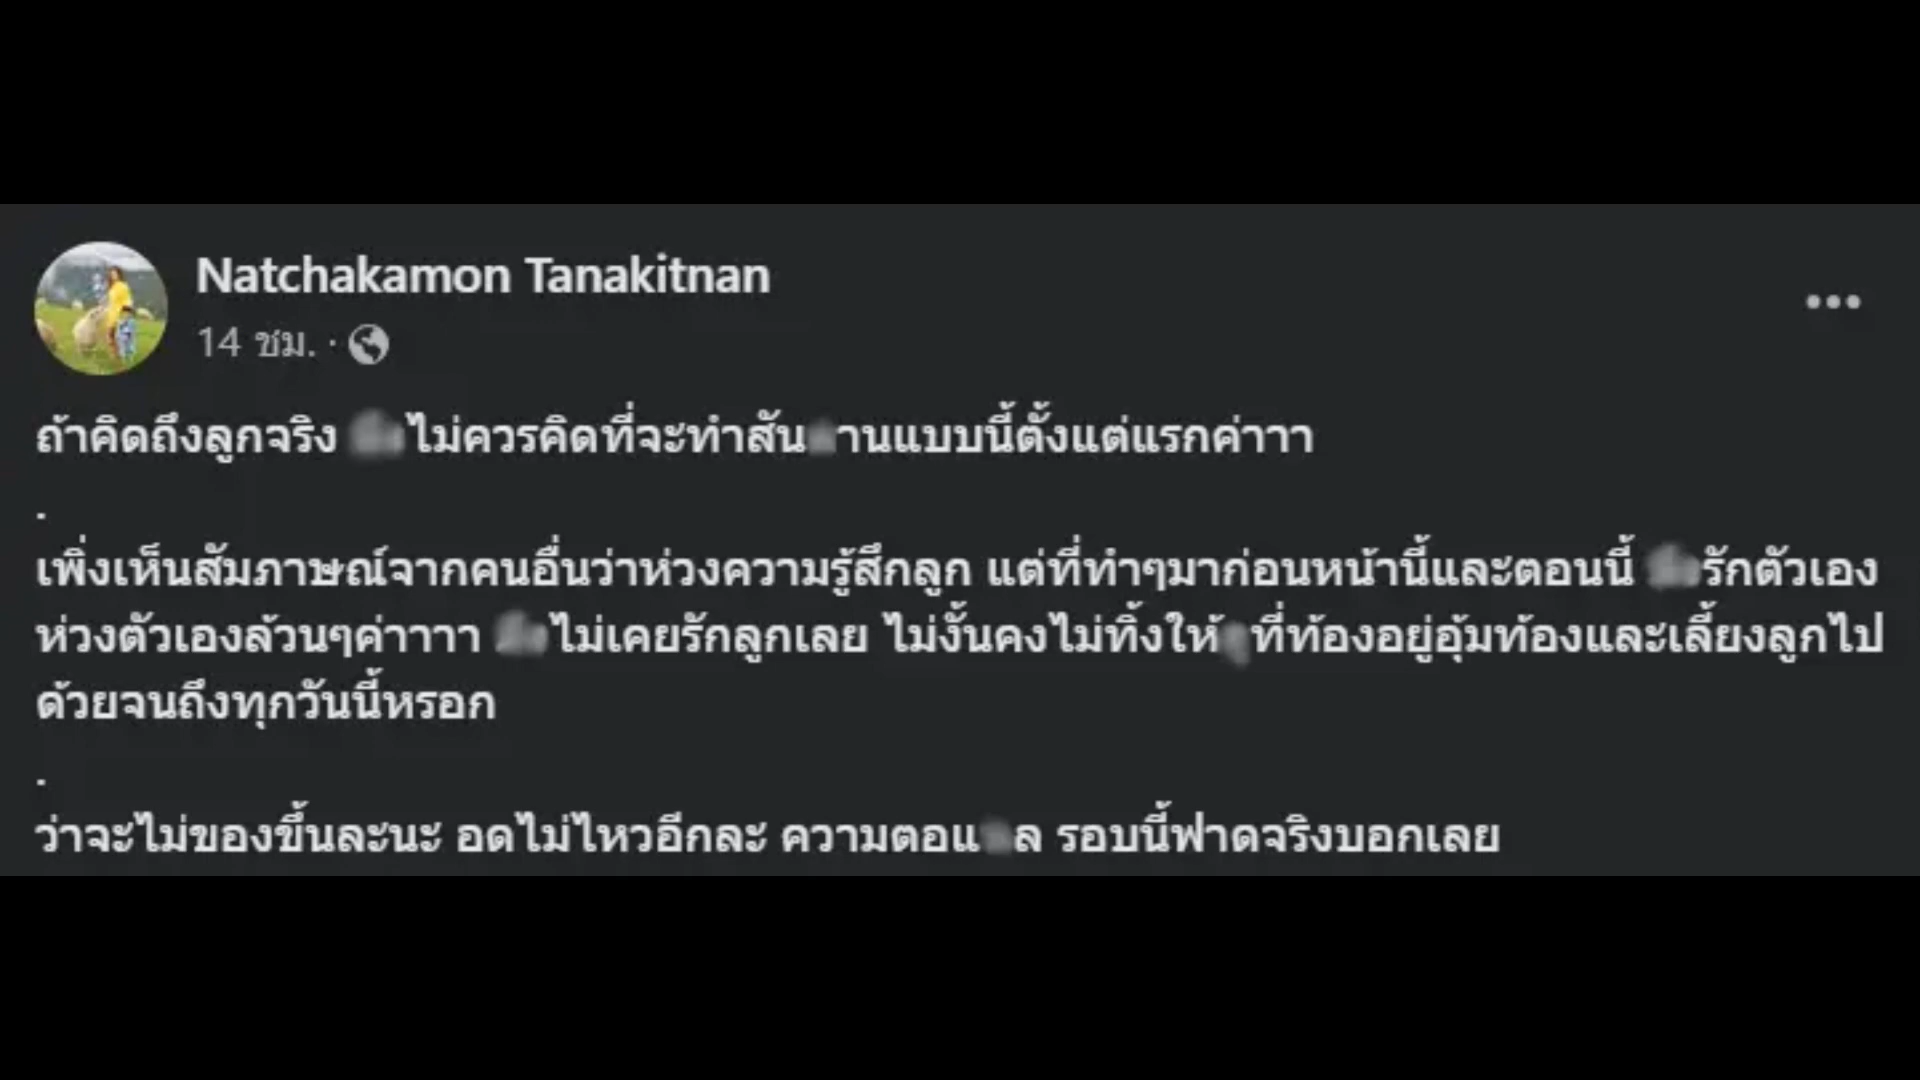 Natchakamon Tanakitnan
14 ชม. ·
ถ้าคิดถึงลูกจริง ไม่ควรคิดที่จะทำสัน านแบบนี้ตั้งแต่แรกค่าาา
.
เพิ่งเห็นสัมภาษณ์จากคนอื่นว่าห่วงความรู้สึกลูก แต่ที่ทำๆมาก่อนหน้านี้และตอนนี้ รักตัวเอง
ห่วงตัวเองล้วนๆค่าาาา ไม่เคยรักลูกเลย ไม่งั้นคงไม่ทิ้งให้ ที่ท้องอยู่อุ้มท้องและเลี้ยงลูกไป
ด้วยจนถึงทุกวันนี้หรอก
.
ว่าจะไม่ของขึ้นละนะ อดไม่ไหวอีกละ ความตอแ ล รอบนี้ฟาดจริงบอกเลย